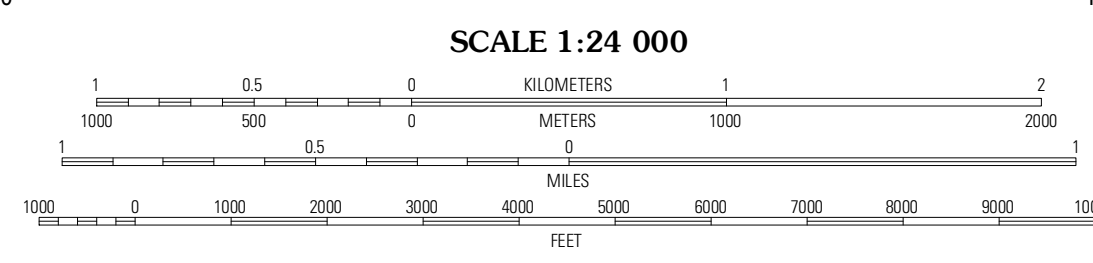 SCALE 1:24 000
1 0.5 0 KILOMETERS 1 2
1000 500 0 METERS 1000 2000
1 0.5 0 1
MILES
1000 0 1000 2000 3000 4000 5000 6000 7000 8000 9000
FEET